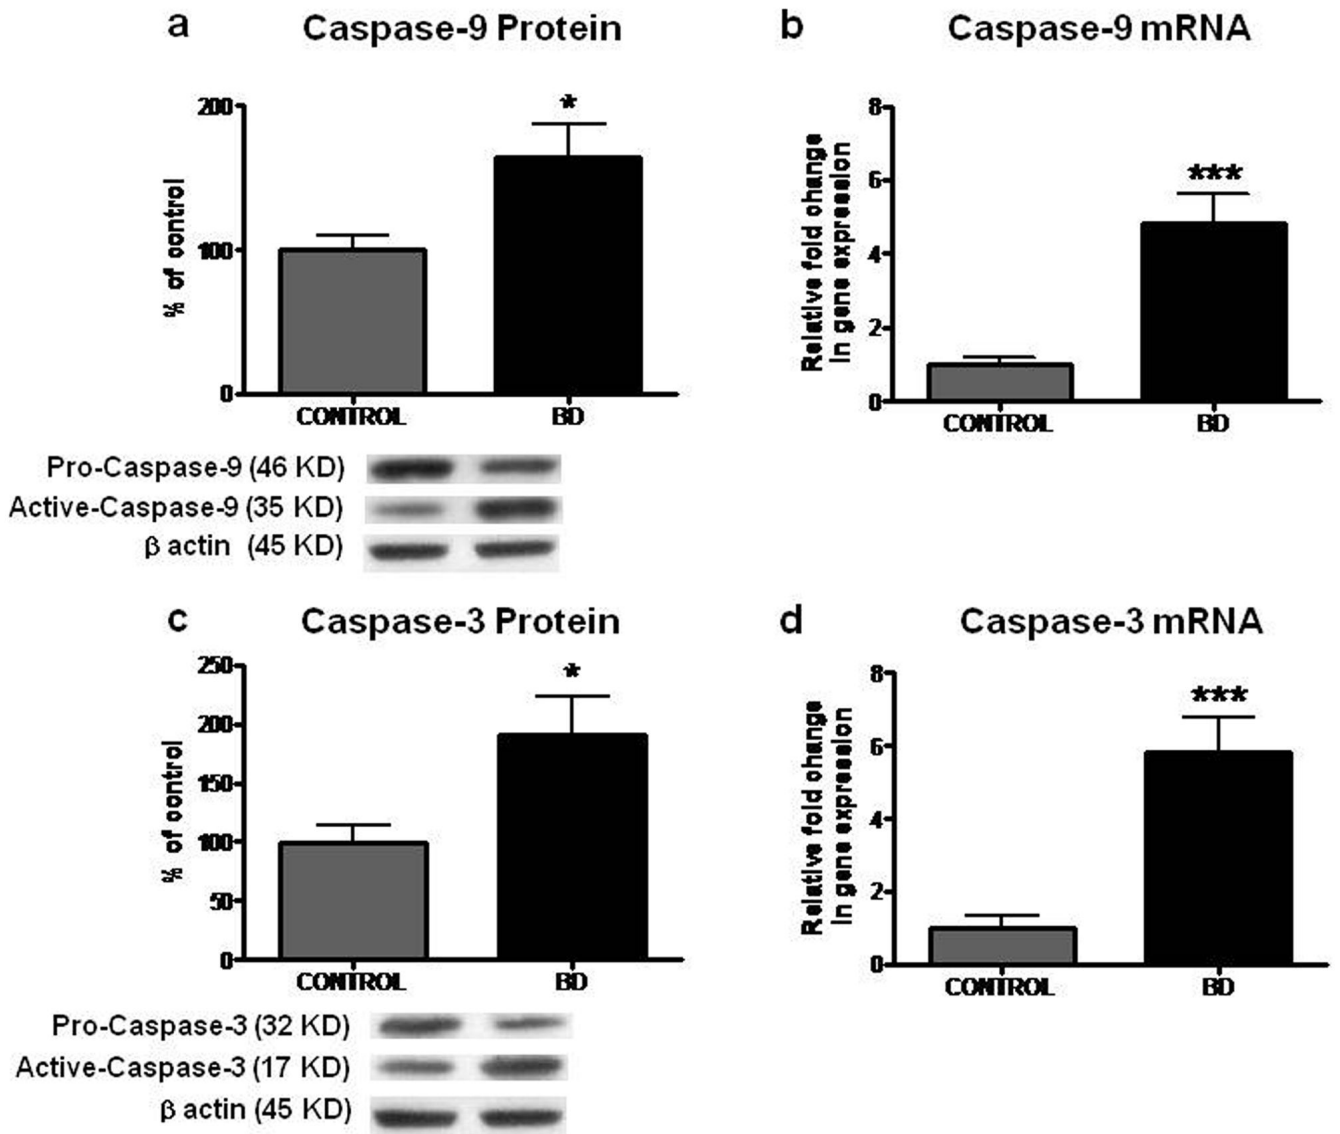 a Caspase-9 Protein
200
100
0
% of control
*
CONTROL BD
Pro-Caspase-9 (46 KD)
Active-Caspase-9 (35 KD)
β actin (45 KD)
b Caspase-9 mRNA
8
6
4
2
0
Relative fold change
in gene expression
***
CONTROL BD
c Caspase-3 Protein
250
200
150
100
50
0
% of control
*
CONTROL BD
Pro-Caspase-3 (32 KD)
Active-Caspase-3 (17 KD)
β actin (45 KD)
d Caspase-3 mRNA
8
6
4
2
0
Relative fold change
in gene expression
***
CONTROL BD